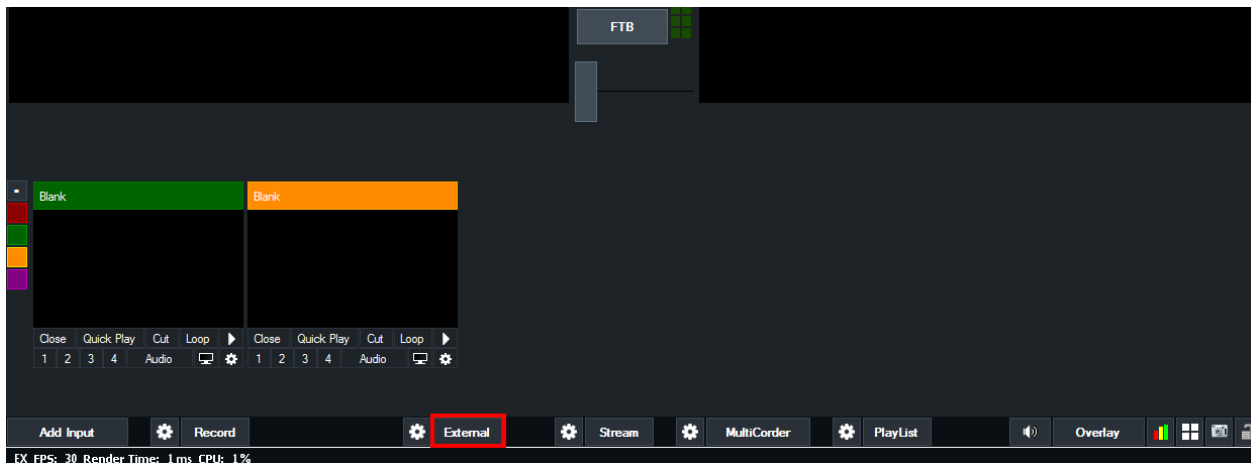 FTB
Blank Blank
Close Quick Play Cut Loop Close Quick Play Cut Loop
1 2 3 4 Audio 1 2 3 4 Audio
Add Input Record External Stream MultiCorder PlayList Overlay
EX FPS: 30 Render Time: 1 ms CPU: 1%